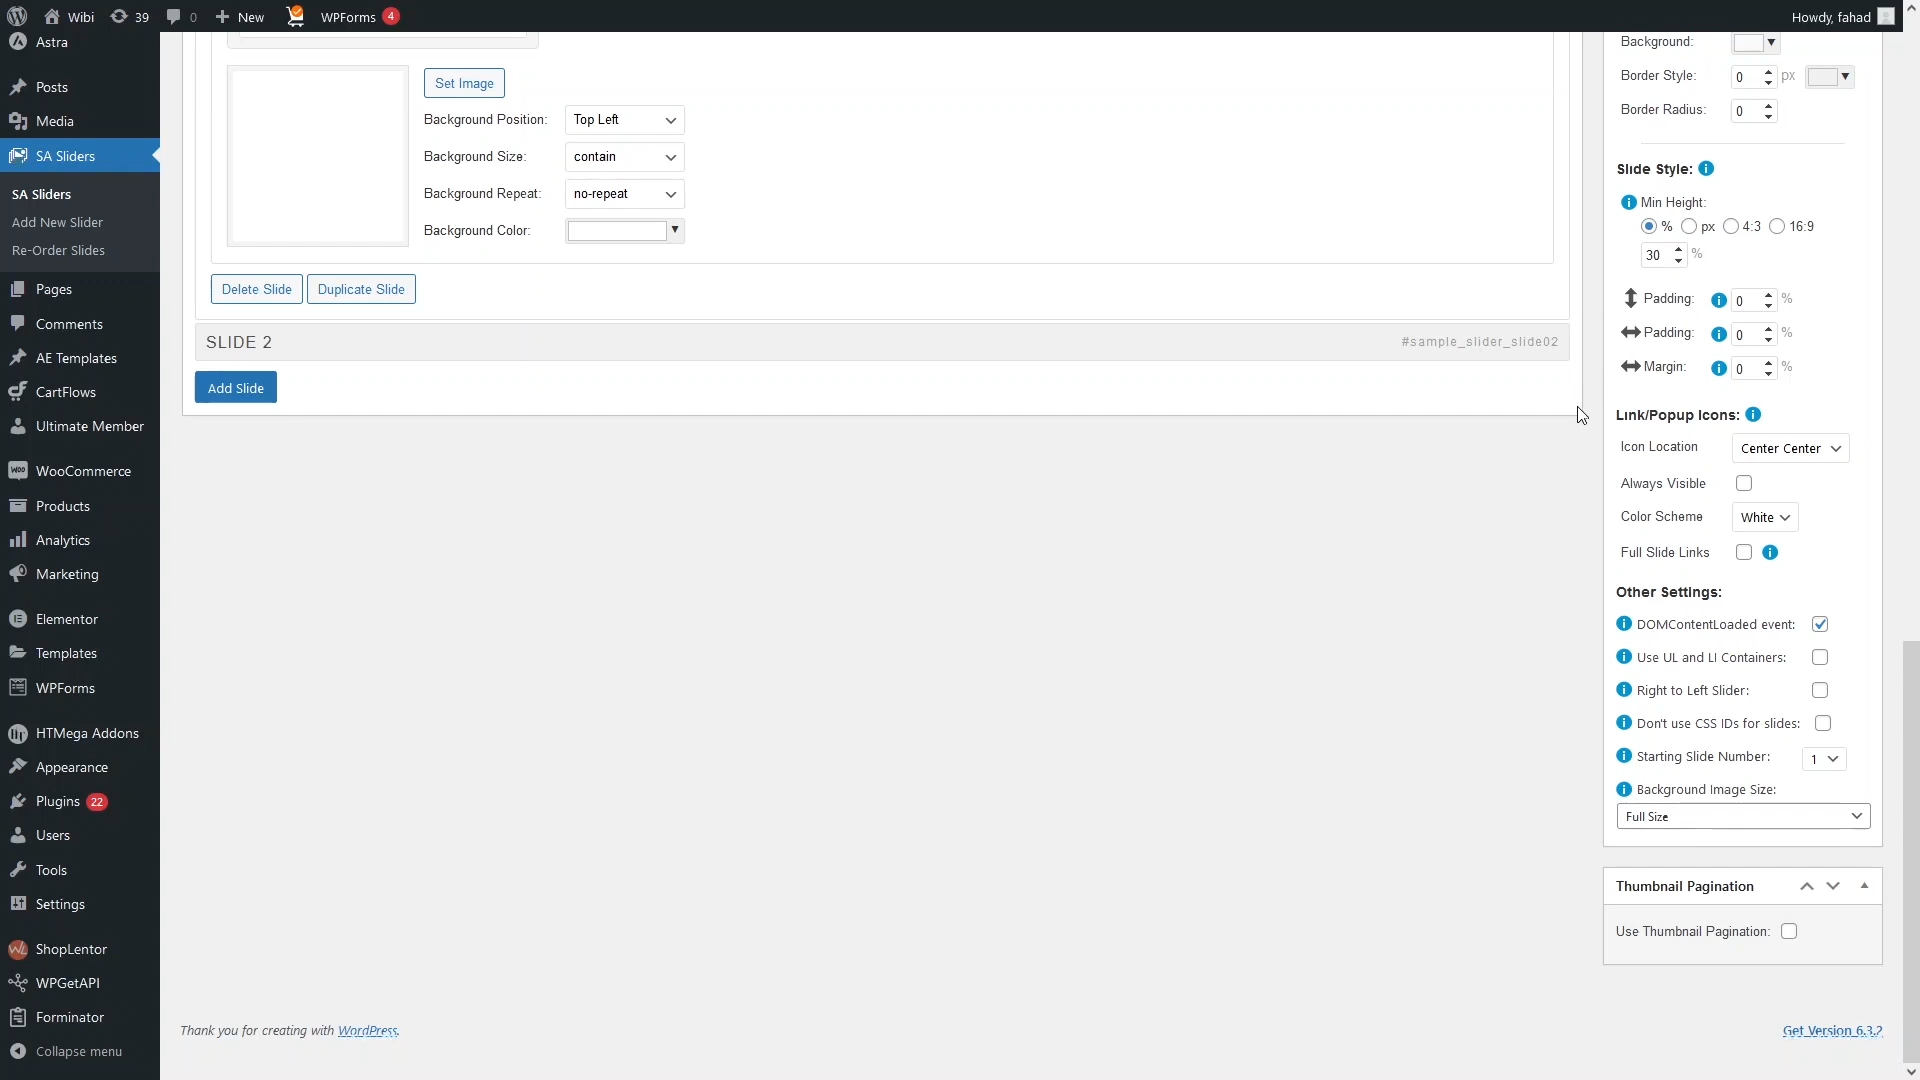 Wibi
39
0
New
WPForms 4
Howdy, fahad
Astra
Posts
Media
SA Sliders
SA Sliders
Add New Slider
Re-Order Slides
Pages
Comments
AE Templates
CartFlows
Ultimate Member
WooCommerce
Products
Analytics
Marketing
Elementor
Templates
WPForms
HTMega Addons
Appearance
Plugins 22
Users
Tools
Settings
ShopLentor
WPGetAPI
Forminator
Collapse menu
Set Image
Background Position: Top Left
Background Size: contain
Background Repeat: no-repeat
Background Color:
Delete Slide Duplicate Slide
SLIDE 2 #sample_slider_slide02
Add Slide
Background:
Border Style: 0 px
Border Radius: 0
Slide Style:
Min Height:
% px 4:3 16:9
30 %
Padding: 0 %
Padding: 0 %
Margin: 0 %
Link/Popup Icons:
Icon Location Center Center
Always Visible
Color Scheme White
Full Slide Links
Other Settings:
DOMContentLoaded event:
Use UL and LI Containers:
Right to Left Slider:
Don't use CSS IDs for slides:
Starting Slide Number: 1
Background Image Size:
Full Size
Thumbnail Pagination
Use Thumbnail Pagination:
Thank you for creating with WordPress.
Get Version 6.3.2